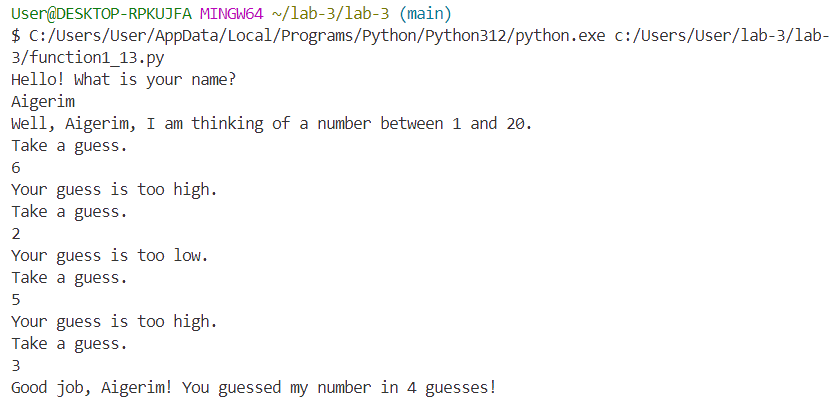 User@DESKTOP-RPKUJFA MINGW64 ~/lab-3/lab-3 (main)
$ C:/Users/User/AppData/Local/Programs/Python/Python312/python.exe c:/Users/User/lab-3/lab-
3/function1_13.py
Hello! What is your name?
Aigerim
Well, Aigerim, I am thinking of a number between 1 and 20.
Take a guess.
6
Your guess is too high.
Take a guess.
2
Your guess is too low.
Take a guess.
5
Your guess is too high.
Take a guess.
3
Good job, Aigerim! You guessed my number in 4 guesses!